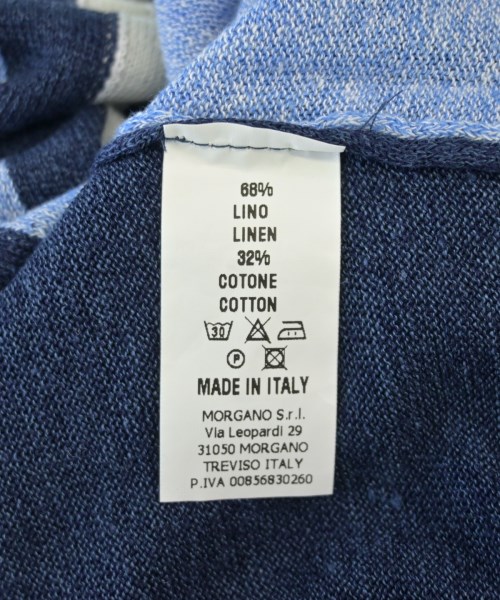 68%
LINO
LINEN
32%
COTONE
COTTON
30
P
MADE IN ITALY
MORGANO S.r.l.
Via Leopardi 29
31050 MORGANO
TREVISO ITALY
P.IVA 00856830260